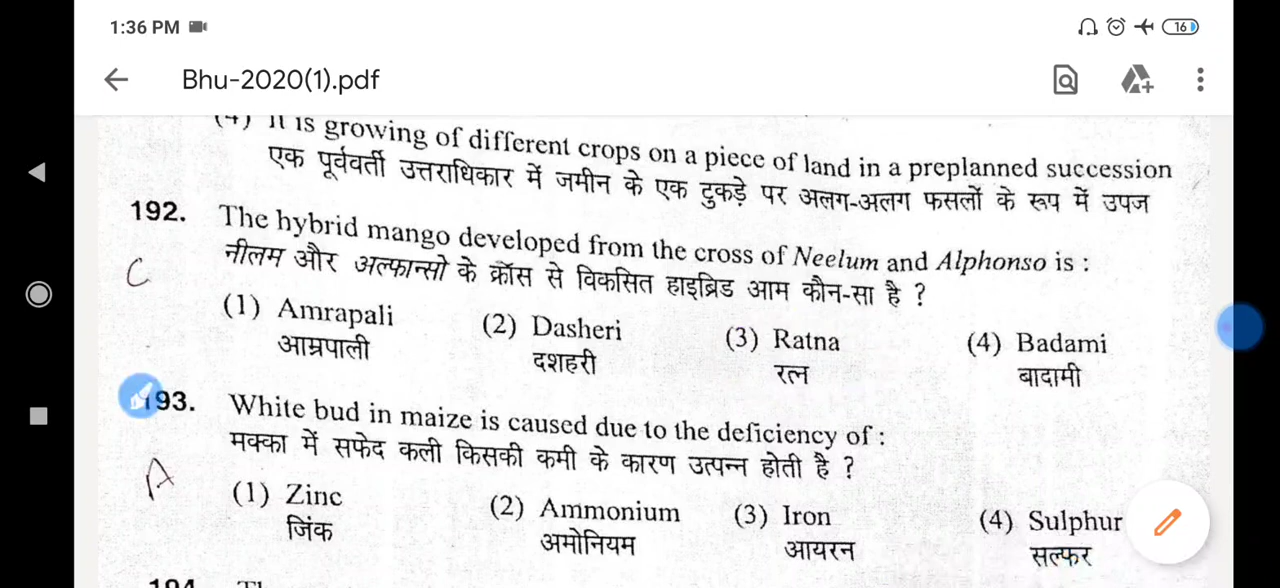 1:36 PM
16
Bhu-2020(1).pdf
(4) It is growing of different crops on a piece of land in a preplanned succession
एक पूर्ववर्ती उत्तराधिकार में जमीन के एक टुकड़े पर अलग-अलग फसलों के रूप में उपज
192. The hybrid mango developed from the cross of Neelum and Alphonso is :
नीलम और अल्फान्सो के क्रॉस से विकसित हाइब्रिड आम कौन-सा है ?
C
(1) Amrapali (2) Dasheri (3) Ratna (4) Badami
आम्रपाली दशहरी रत्न बादामी
193. White bud in maize is caused due to the deficiency of :
मक्का में सफेद कली किसकी कमी के कारण उत्पन्न होती है ?
A
(1) Zinc (2) Ammonium (3) Iron (4) Sulphur
जिंक अमोनियम आयरन सल्फर
194.